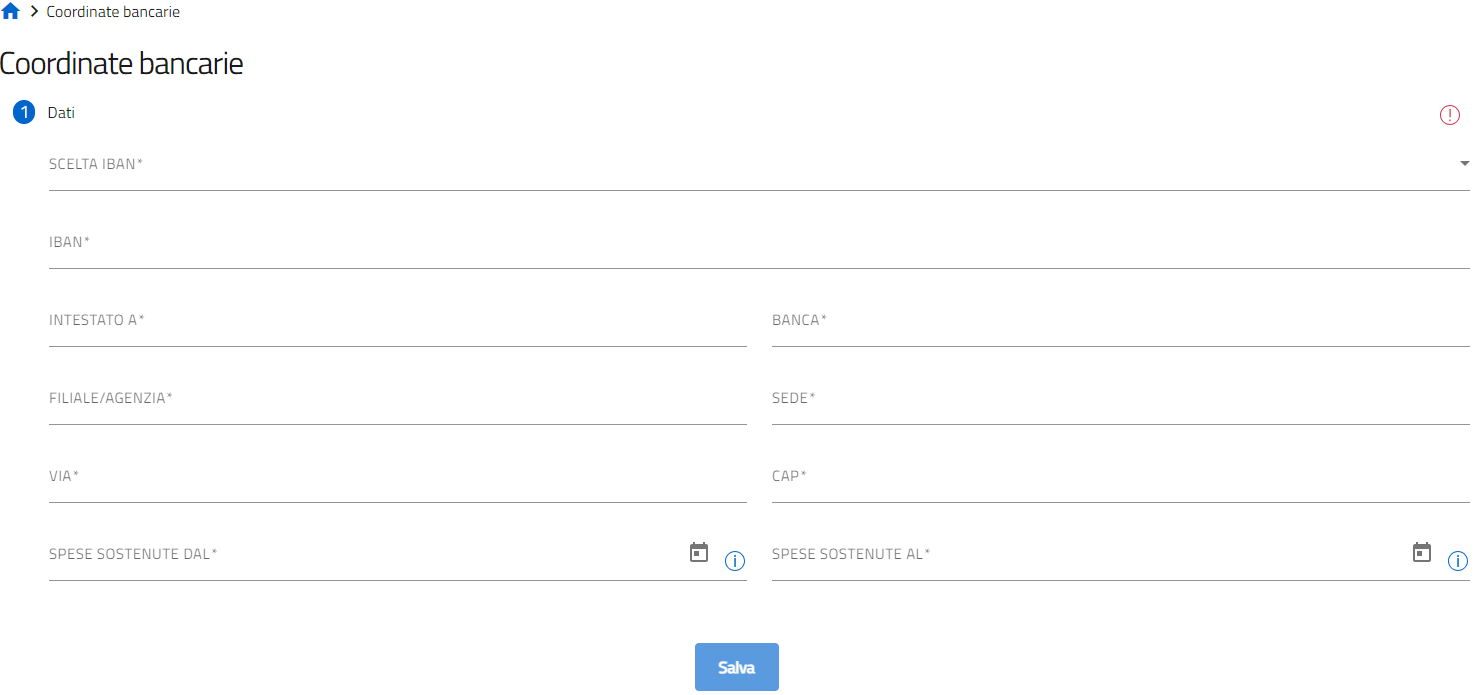 Coordinate bancarie
Coordinate bancarie
1 Dati
SCELTA IBAN*
IBAN*
INTESTATO A* BANCA*
FILIALE/AGENZIA* SEDE*
VIA* CAP*
SPESE SOSTENUTE DAL* SPESE SOSTENUTE AL*
Salva